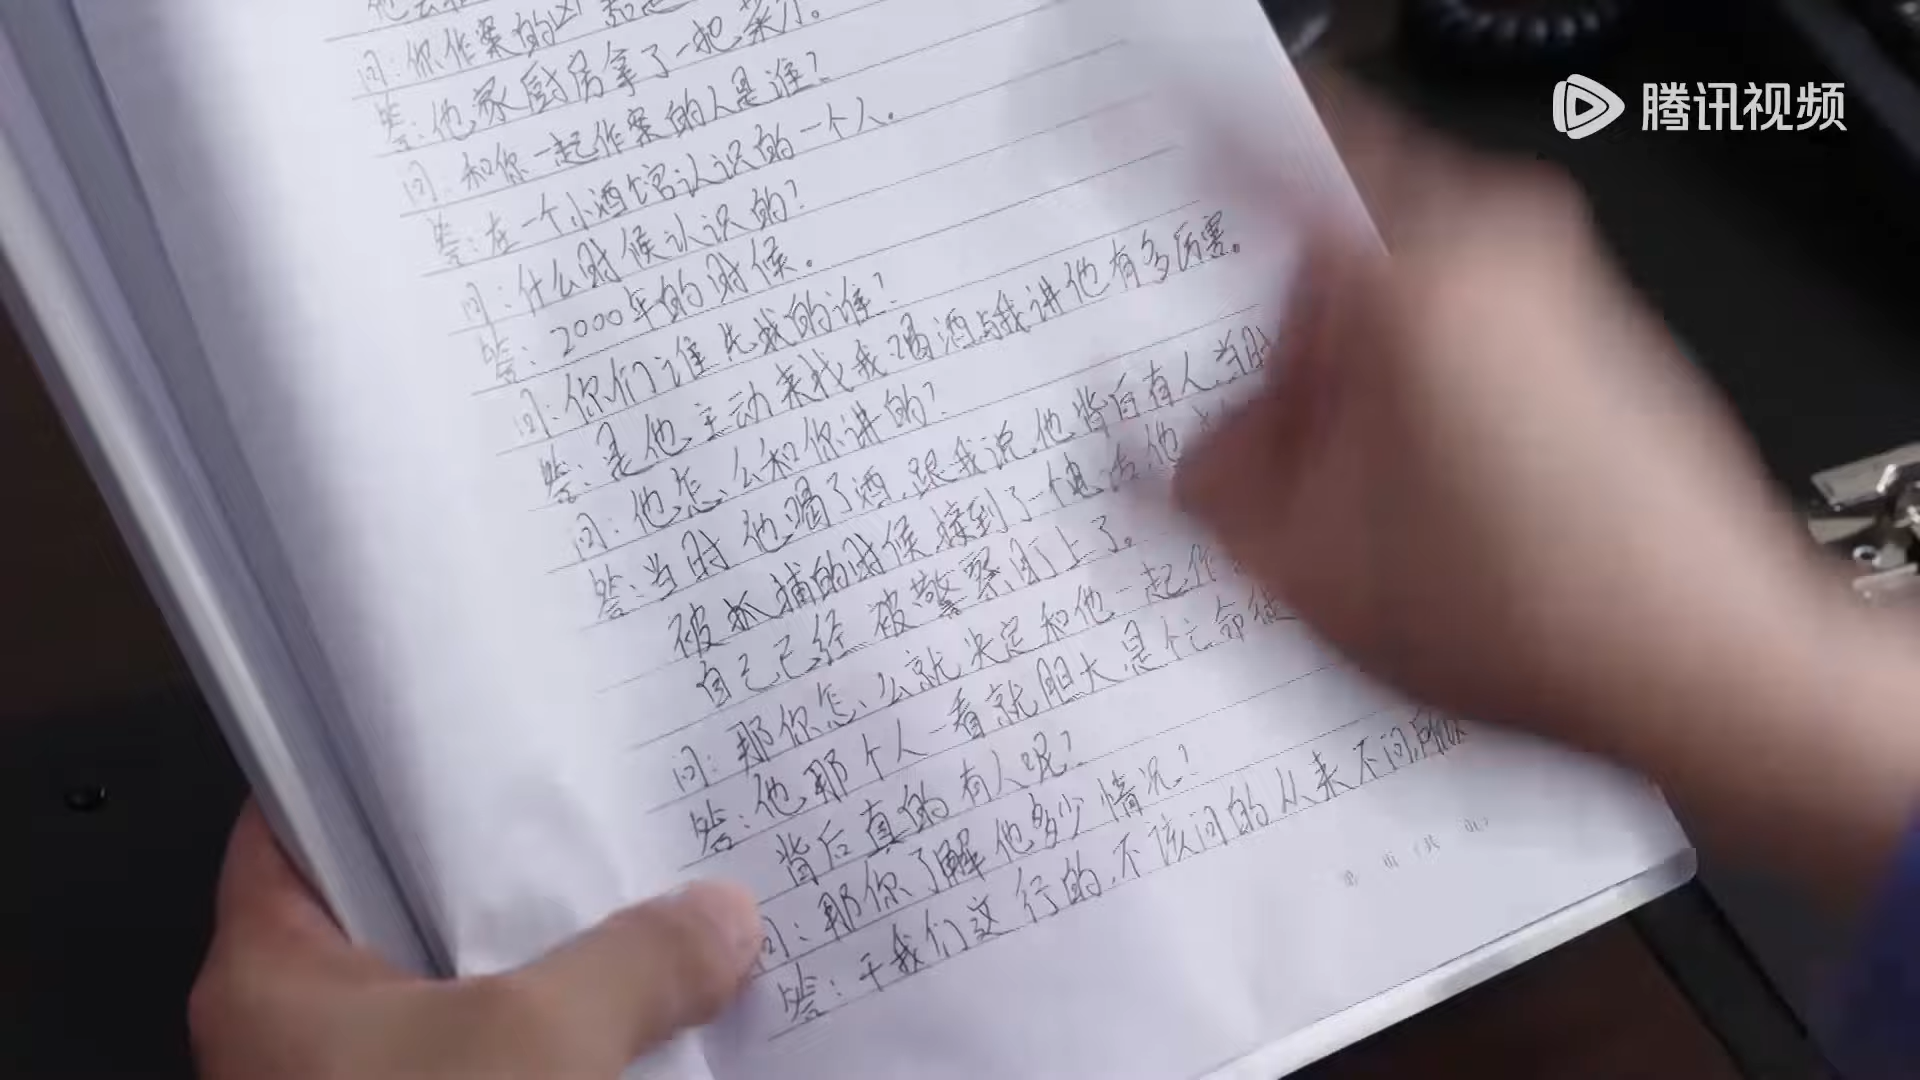 腾讯视频
问：你作案的凶
答：他家厨房拿了一把菜刀。
问：和你一起作案的人是谁？
答：在一个小酒馆认识的一个人。
问：什么时候认识的？
答：2000年的时候。
问：你们谁先找的谁？
答：是他主动来找我喝酒与我讲他有多厉害。
问：他怎么和你讲的？
答：当时他喝了酒，跟我说，他背后有人，当时
被抓捕的时候，接到了一个电话他
自己已经被警察闭上了。
问：那你怎么就决定和他一起作
答：他那个人一看就胆大是个亡命徒
背后真的有人呢？
问：那你了解他多少情况？
答：干我们这行的，不该问的从来不问，所以